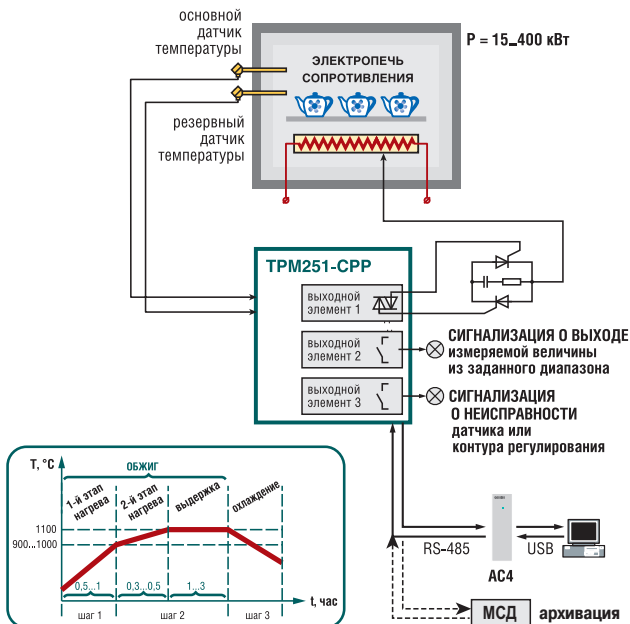 основной
датчик
температуры
P = 15...400 кВт
ЭЛЕКТРОПЕЧЬ
СОПРОТИВЛЕНИЯ
резервный
датчик
температуры
ТРМ251-СРР
выходной
элемент 1
выходной
элемент 2
выходной
элемент 3
СИГНАЛИЗАЦИЯ О ВЫХОДЕ
измеряемой величины
из заданного диапазона
СИГНАЛИЗАЦИЯ
О НЕИСПРАВНОСТИ
датчика или
контура регулирования
T, °C
ОБЖИГ
1-й этап
нагрева
2-й этап
нагрева
выдержка
охлаждение
1100
900...1000
0,5...1
0,3...0,5
1...3
t, час
шаг 1
шаг 2
шаг 3
RS-485
USB
АС4
МСД
архивация